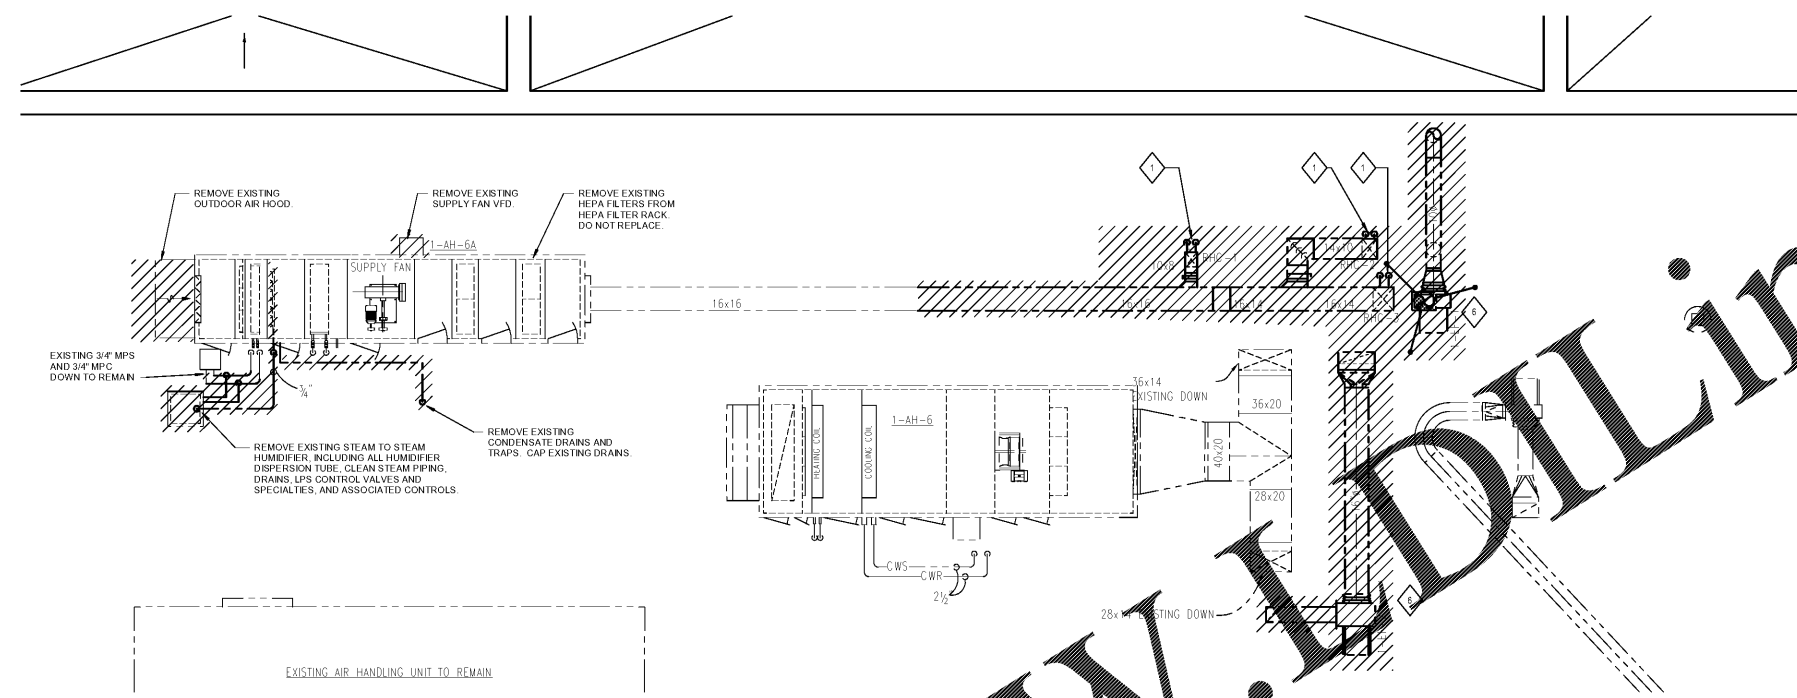 REMOVE EXISTING
OUTDOOR AIR HOOD.
REMOVE EXISTING
SUPPLY FAN VFD.
REMOVE EXISTING
HEPA FILTERS FROM
HEPA FILTER RACK.
DO NOT REPLACE.
1
1
1
1-AH-6A
SUPPLY FAN
16x16
10x8
RHC-1
14x10
16x16
16x14
16x14
RHC-3
6
EXISTING 3/4" MPS
AND 3/4" MPC
DOWN TO REMAIN
¾"
REMOVE EXISTING
CONDENSATE DRAINS AND
TRAPS. CAP EXISTING DRAINS.
REMOVE EXISTING STEAM TO STEAM
HUMIDIFIER, INCLUDING ALL HUMIDIFIER
DISPERSION TUBE, CLEAN STEAM PIPING,
DRAINS, LPS CONTROL VALVES AND
SPECIALTIES, AND ASSOCIATED CONTROLS.
36x14
EXISTING DOWN
36x20
1-AH-6
HEATING COIL
COOLING COIL
40x20
28x20
CWS
CWR
2½
28x14 EXISTING DOWN
6
EXISTING AIR HANDLING UNIT TO REMAIN